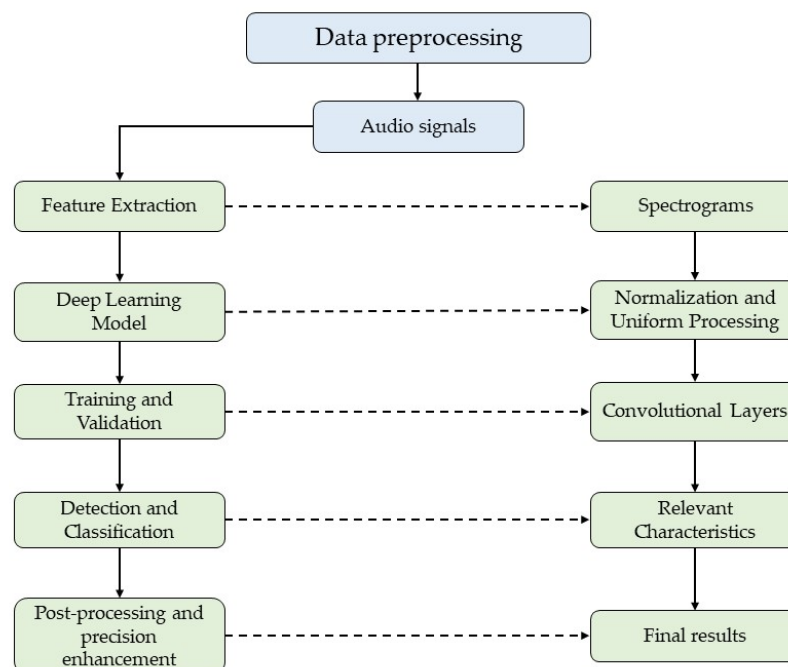 Data preprocessing
Audio signals
Feature Extraction
Spectrograms
Deep Learning
Model
Normalization and
Uniform Processing
Training and
Validation
Convolutional Layers
Detection and
Classification
Relevant
Characteristics
Post-processing and
precision
enhancement
Final results